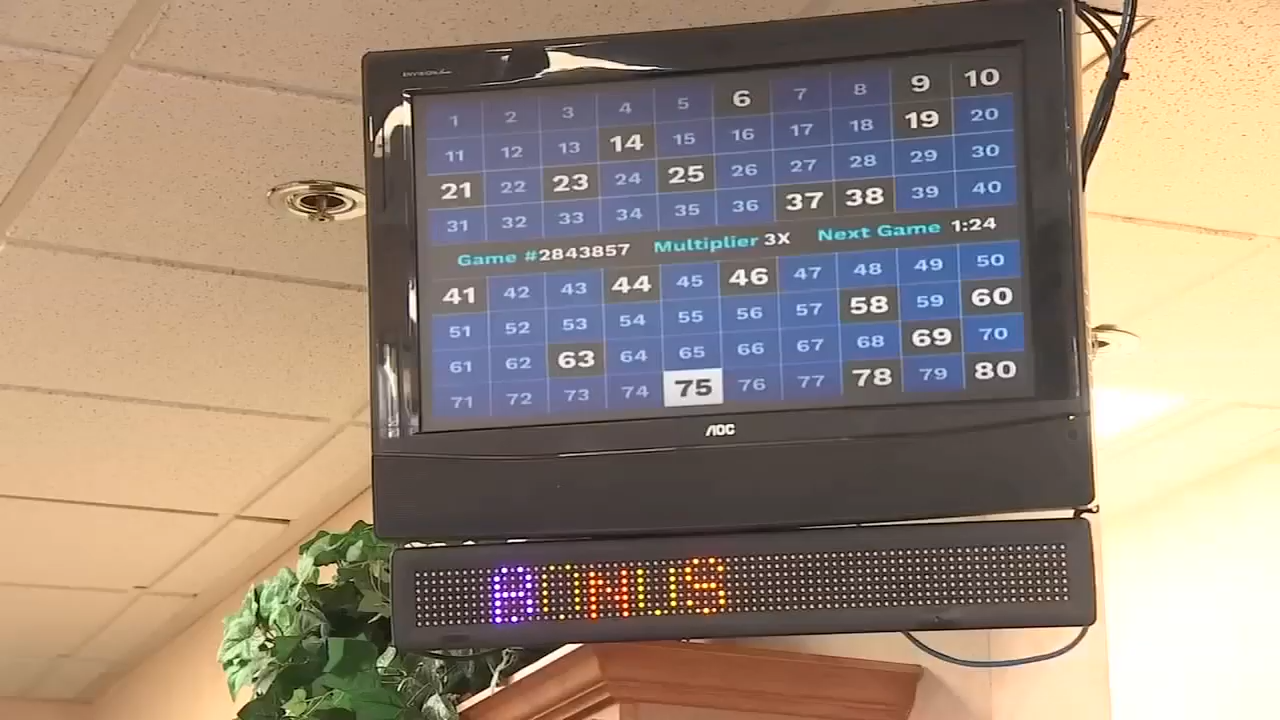 ENVISION
1 2 3 4 5 6 7 8 9 10
11 12 13 14 15 16 17 18 19 20
21 22 23 24 25 26 27 28 29 30
31 32 33 34 35 36 37 38 39 40
Game #2843857 Multiplier 3X Next Game 1:24
41 42 43 44 45 46 47 48 49 50
51 52 53 54 55 56 57 58 59 60
61 62 63 64 65 66 67 68 69 70
71 72 73 74 75 76 77 78 79 80
AOC
BONUS